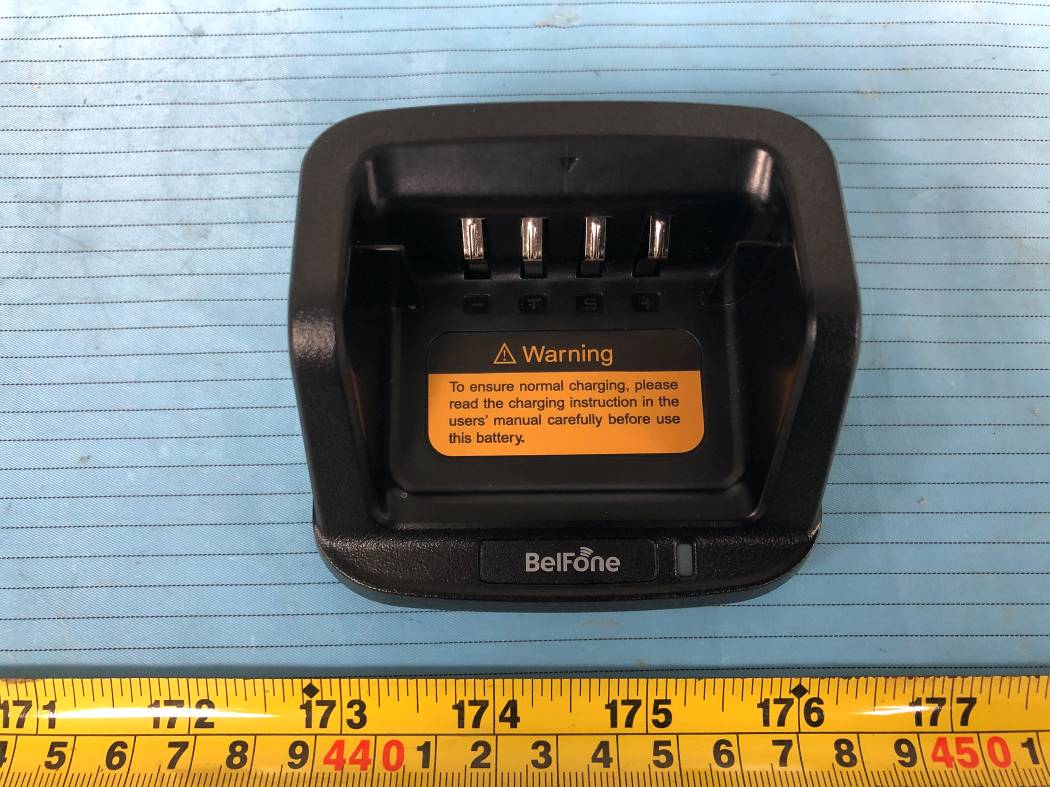 - T S +
⚠ Warning
To ensure normal charging, please
read the charging instruction in the
users' manual carefully before use
this battery.
BelFone
171 172 173 174 175 176 177
4 5 6 7 8 9 440 1 2 3 4 5 6 7 8 9 450 1